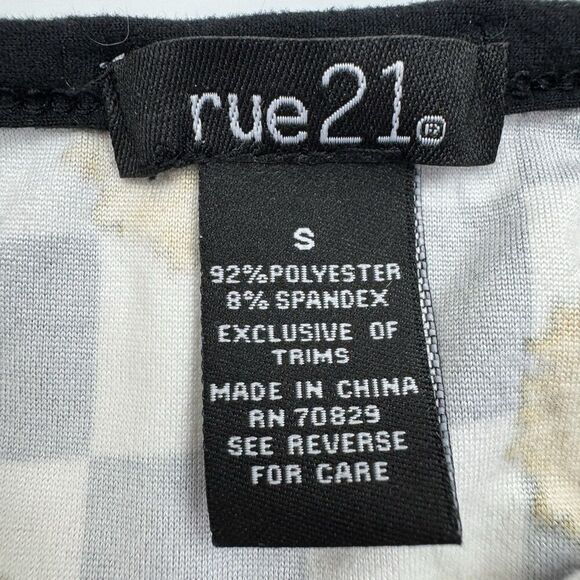 rue21®
S
92%POLYESTER
8% SPANDEX
EXCLUSIVE OF
TRIMS
MADE IN CHINA
RN 70829
SEE REVERSE
FOR CARE